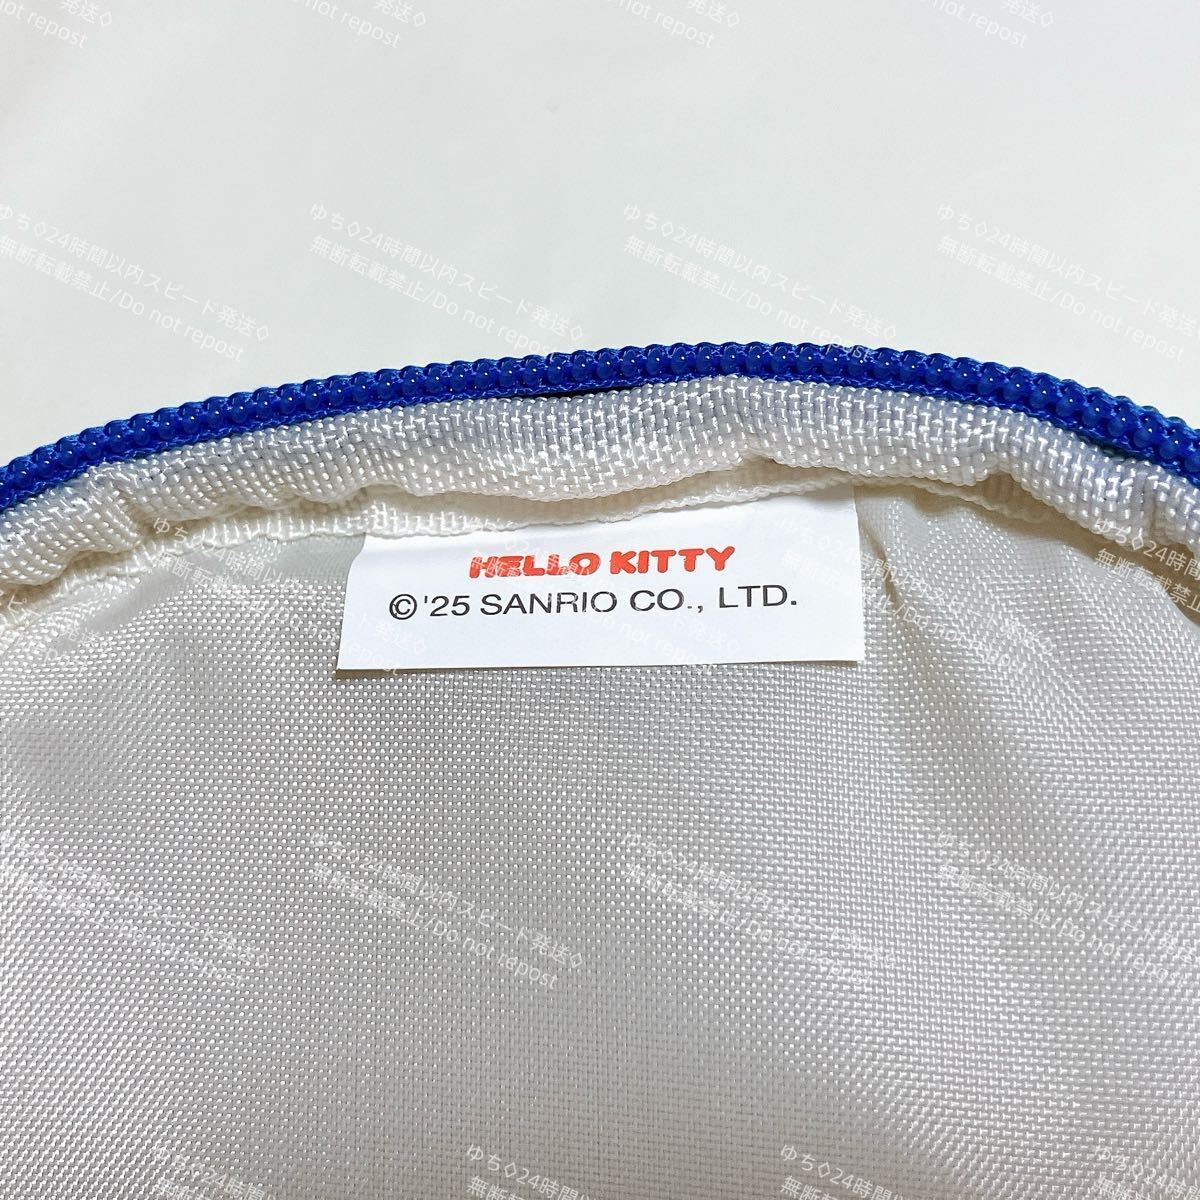 ゆち◇24時間以内スピード発送◇
無断転載禁止/Do not repost
HELLO KITTY
©'25 SANRIO CO., LTD.